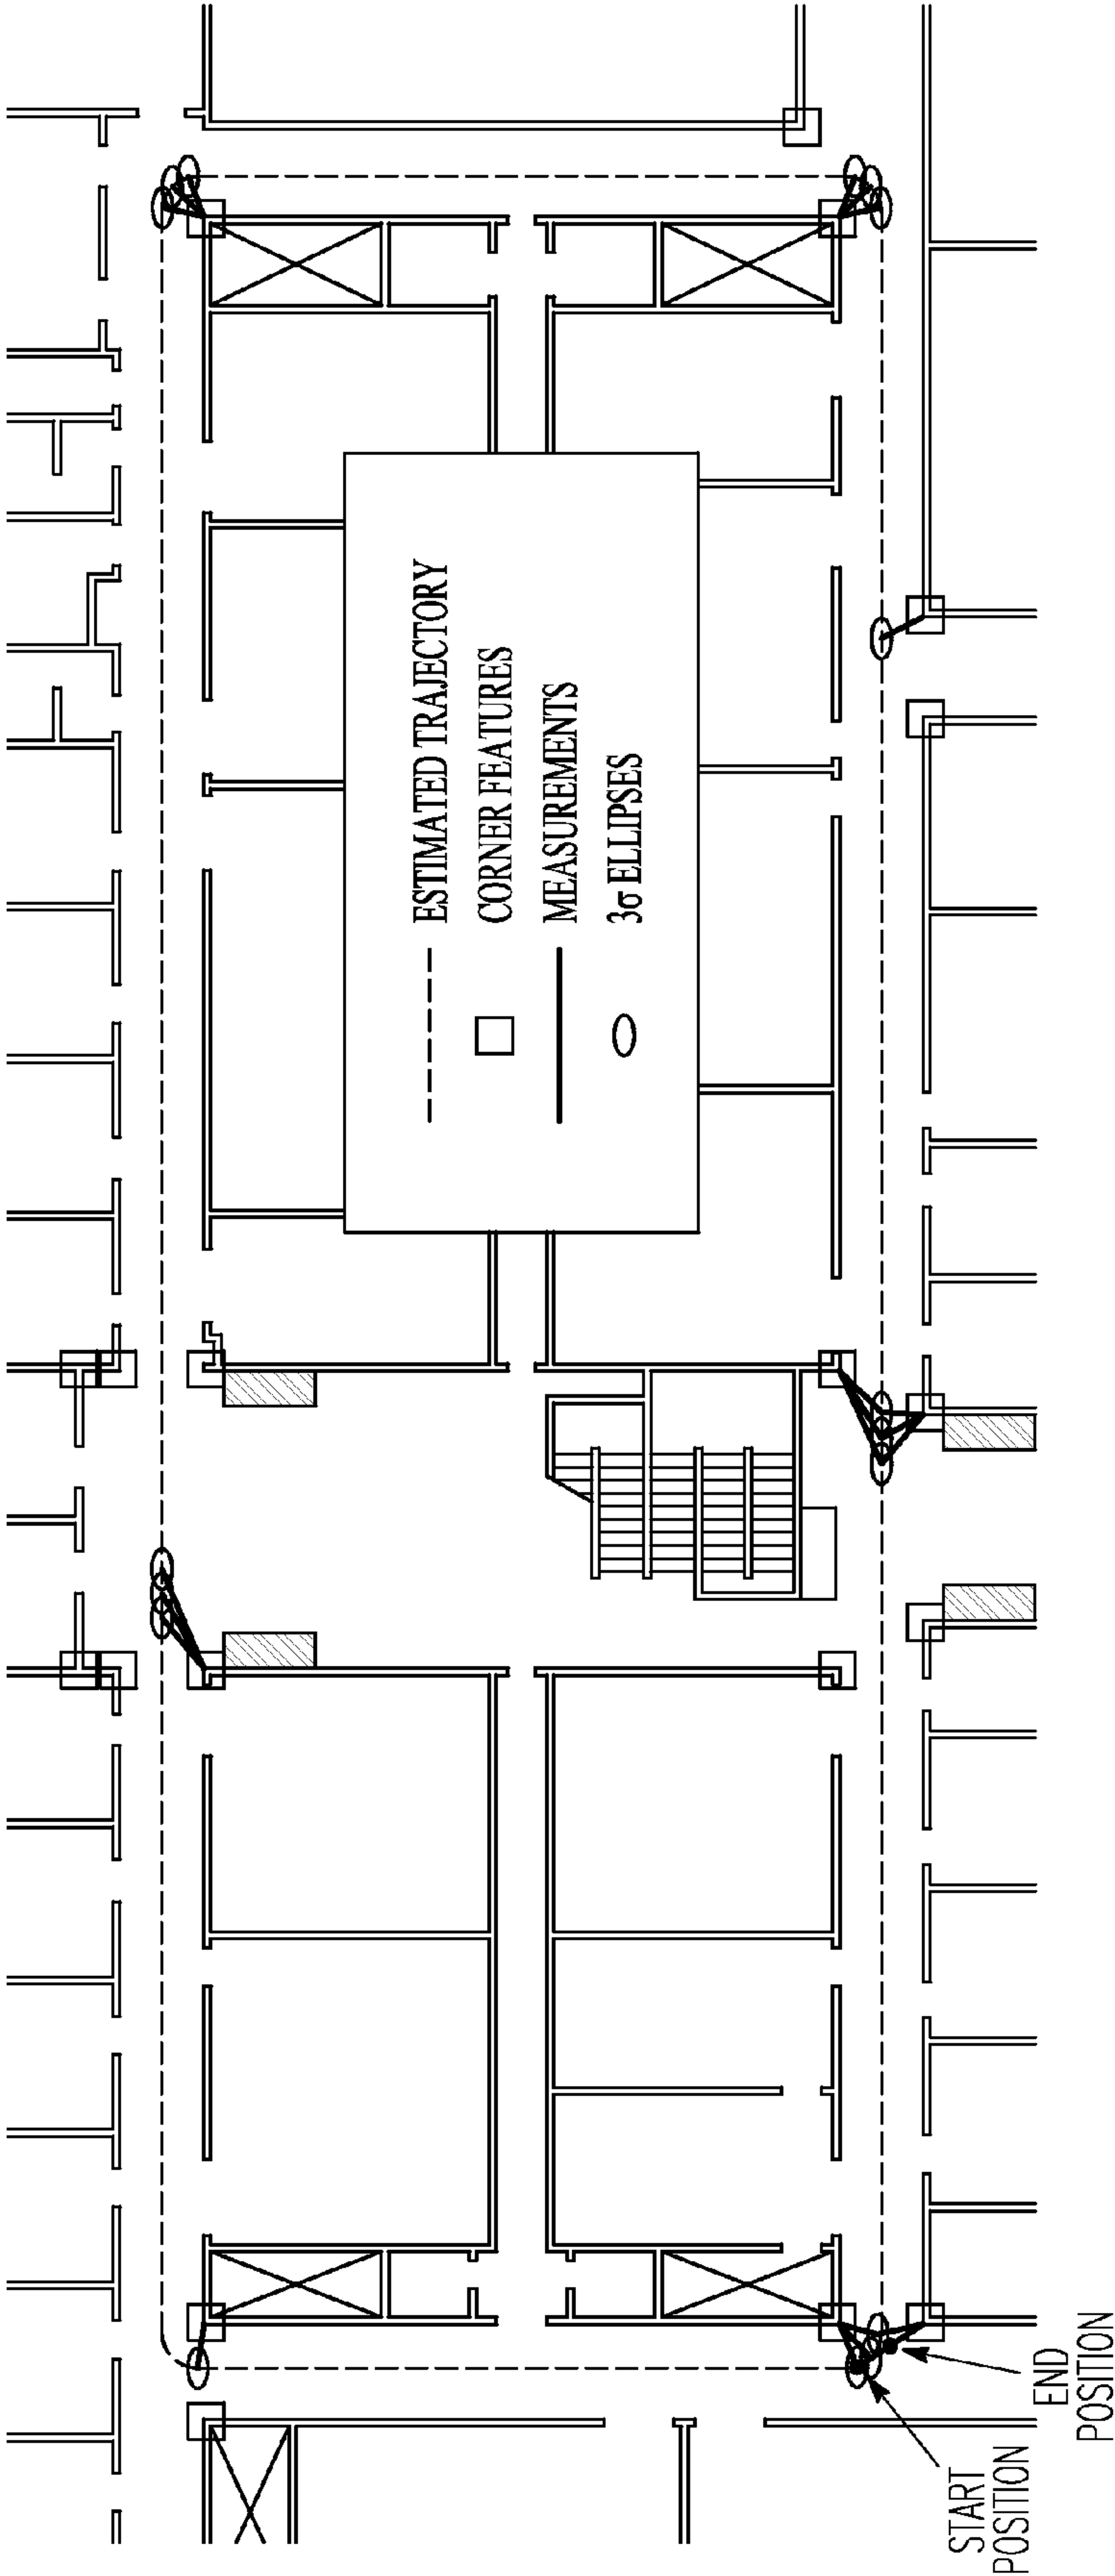 ESTIMATED TRAJECTORY
CORNER FEATURES
MEASUREMENTS
3σ ELLIPSES
START
POSITION
END
POSITION